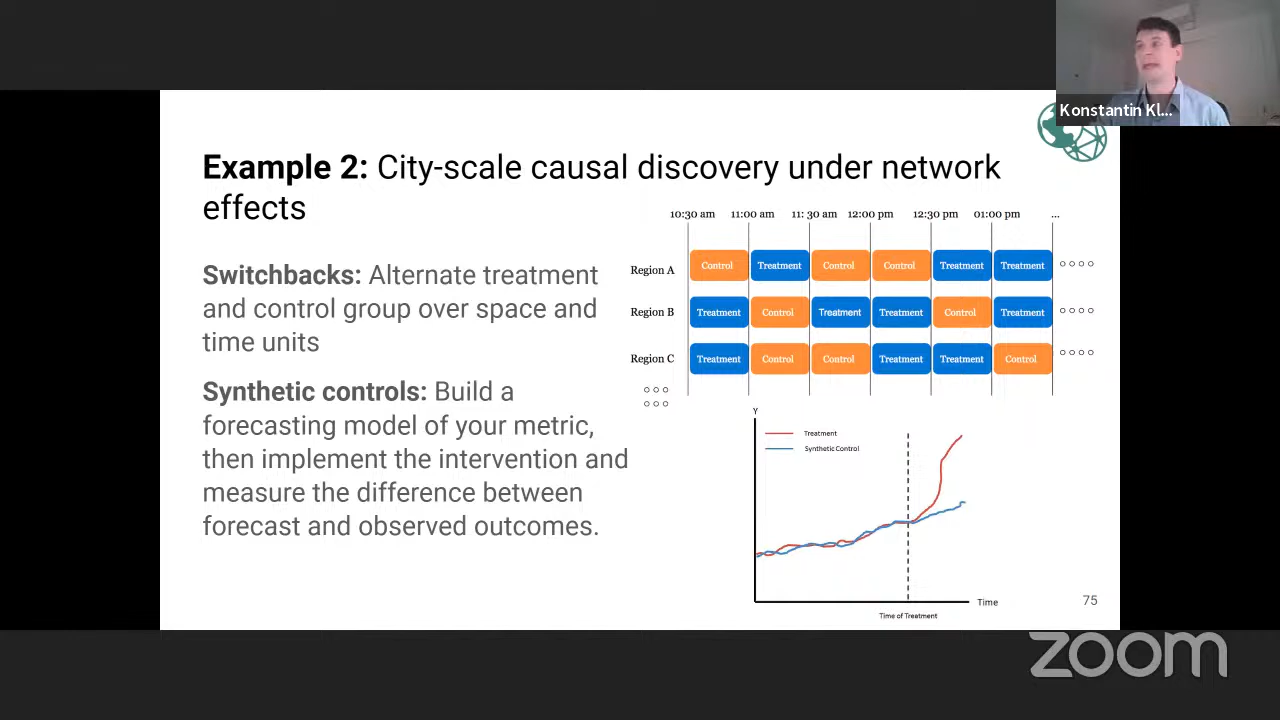 Konstantin Kl...
Example 2: City-scale causal discovery under network
effects
Switchbacks: Alternate treatment
and control group over space and
time units
Synthetic controls: Build a
forecasting model of your metric,
then implement the intervention and
measure the difference between
forecast and observed outcomes.
10:30 am 11:00 am 11: 30 am 12:00 pm 12:30 pm 01:00 pm ...
Region A Control Treatment Control Control Treatment Treatment
Region B Treatment Control Treatment Treatment Control Treatment
Region C Treatment Control Control Treatment Treatment Control
Y
Treatment
Synthetic Control
Time
Time of Treatment
75
zoom